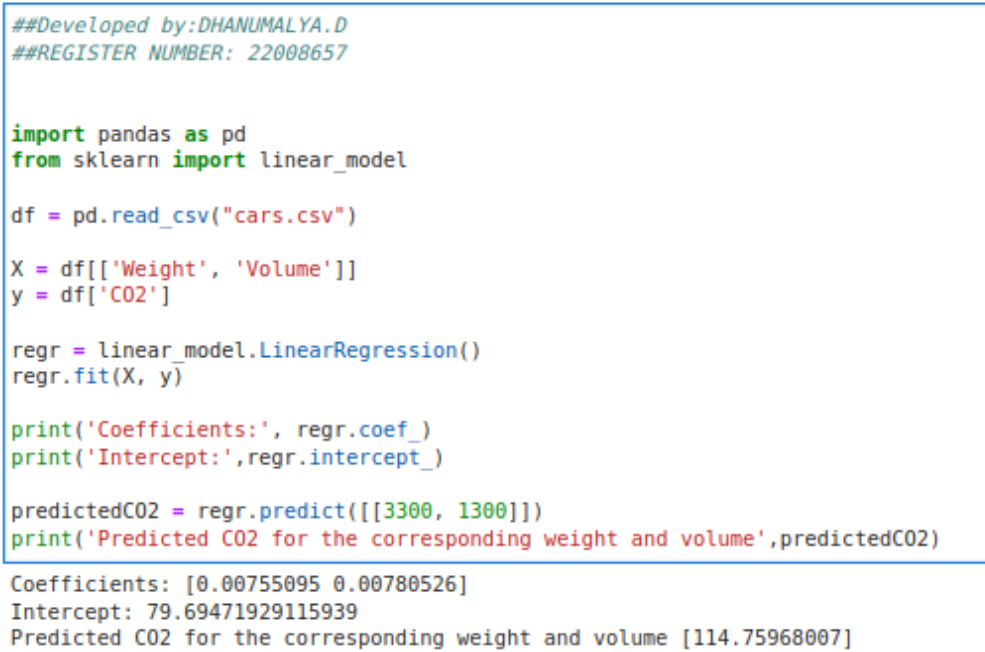 ##Developed by:DHANUMALYA.D
##REGISTER NUMBER: 22008657
import pandas as pd
from sklearn import linear_model
df = pd.read_csv("cars.csv")
X = df[['Weight', 'Volume']]
y = df['CO2']
regr = linear_model.LinearRegression()
regr.fit(X, y)
print('Coefficients:', regr.coef_)
print('Intercept:',regr.intercept_)
predictedCO2 = regr.predict([[3300, 1300]])
print('Predicted CO2 for the corresponding weight and volume',predictedCO2)
Coefficients: [0.00755095 0.00780526]
Intercept: 79.69471929115939
Predicted CO2 for the corresponding weight and volume [114.75968007]